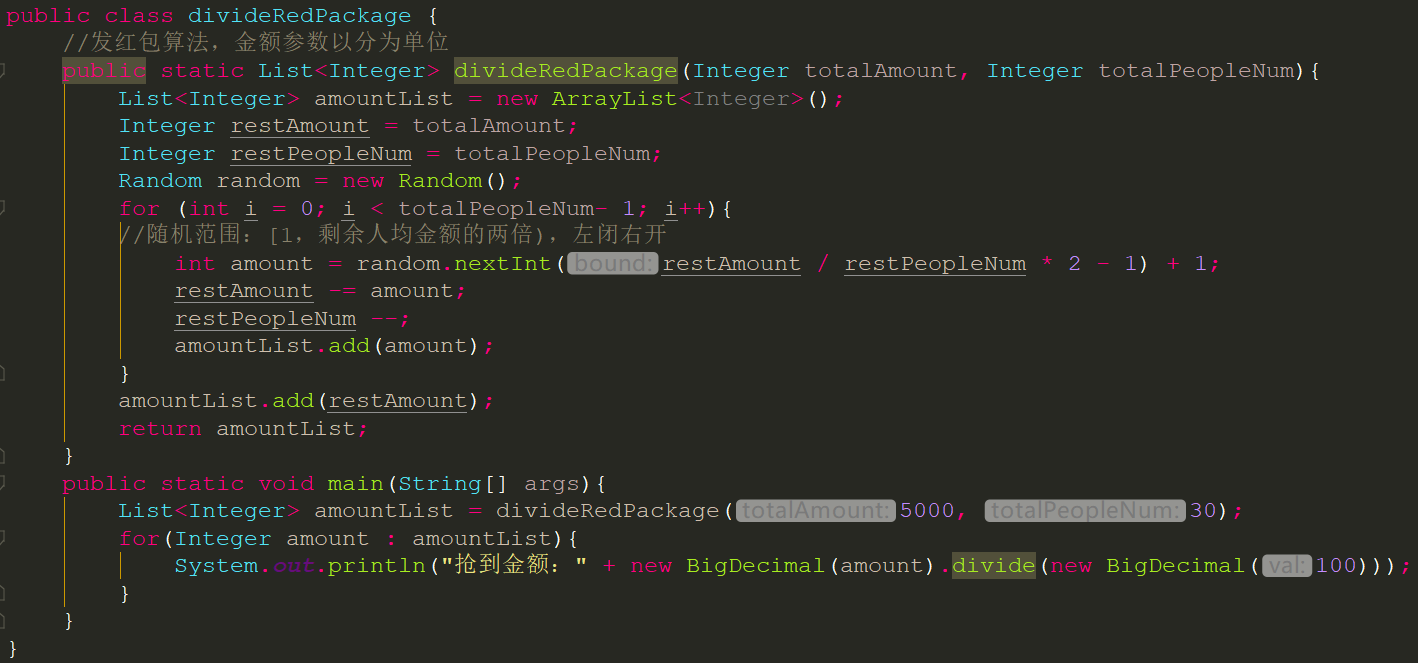 public class divideRedPackage {
    //发红包算法，金额参数以分为单位
    public static List<Integer> divideRedPackage(Integer totalAmount, Integer totalPeopleNum){
        List<Integer> amountList = new ArrayList<Integer>();
        Integer restAmount = totalAmount;
        Integer restPeopleNum = totalPeopleNum;
        Random random = new Random();
        for (int i = 0; i < totalPeopleNum- 1; i++){
        //随机范围：[1，剩余人均金额的两倍)，左闭右开
            int amount = random.nextInt( bound: restAmount / restPeopleNum * 2 - 1) + 1;
            restAmount -= amount;
            restPeopleNum --;
            amountList.add(amount);
        }
        amountList.add(restAmount);
        return amountList;
    }
    public static void main(String[] args){
        List<Integer> amountList = divideRedPackage( totalAmount: 5000, totalPeopleNum: 30);
        for(Integer amount : amountList){
            System.out.println("抢到金额：" + new BigDecimal(amount).divide(new BigDecimal( val: 100)));
        }
    }
}